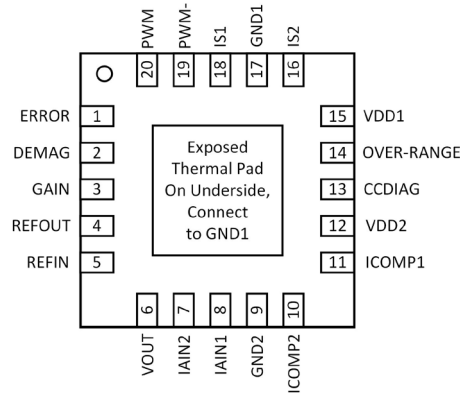 PWM
PWM-
IS1
GND1
IS2
20
19
18
17
16
ERROR 1
DEMAG 2
GAIN 3
REFOUT 4
REFIN 5
Exposed
Thermal Pad
On Underside,
Connect
to GND1
15 VDD1
14 OVER-RANGE
13 CCDIAG
12 VDD2
11 ICOMP1
6
7
8
9
10
VOUT
IAIN2
IAIN1
GND2
ICOMP2